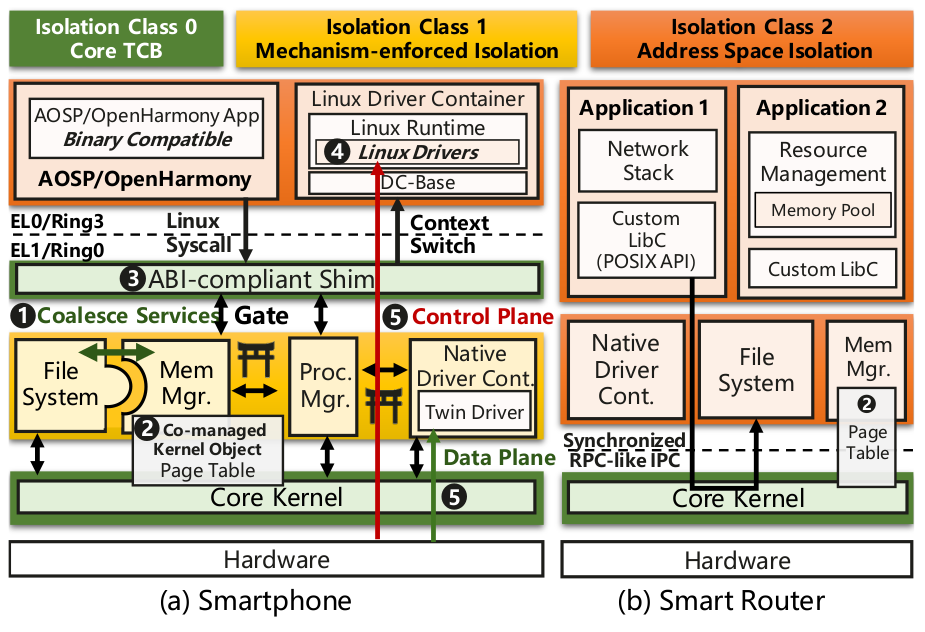 Isolation Class 0
Core TCB
Isolation Class 1
Mechanism-enforced Isolation
Isolation Class 2
Address Space Isolation
AOSP/OpenHarmony App
Binary Compatible
AOSP/OpenHarmony
Linux Driver Container
Linux Runtime
4 Linux Drivers
DC-Base
EL0/Ring3
EL1/Ring0
Linux
Syscall
Context
Switch
3 ABI-compliant Shim
1 Coalesce Services
Gate
5 Control Plane
File
System
Mem
Mgr.
Proc.
Mgr.
Native
Driver Cont.
Twin Driver
2 Co-managed
Kernel Object
Page Table
Data Plane
Core Kernel
5
Hardware
(a) Smartphone
Application 1
Network
Stack
Custom
LibC
(POSIX API)
Application 2
Resource
Management
Memory Pool
Custom LibC
Native
Driver
Cont.
File
System
Mem
Mgr.
2
Page
Table
Synchronized
RPC-like IPC
Core Kernel
Hardware
(b) Smart Router